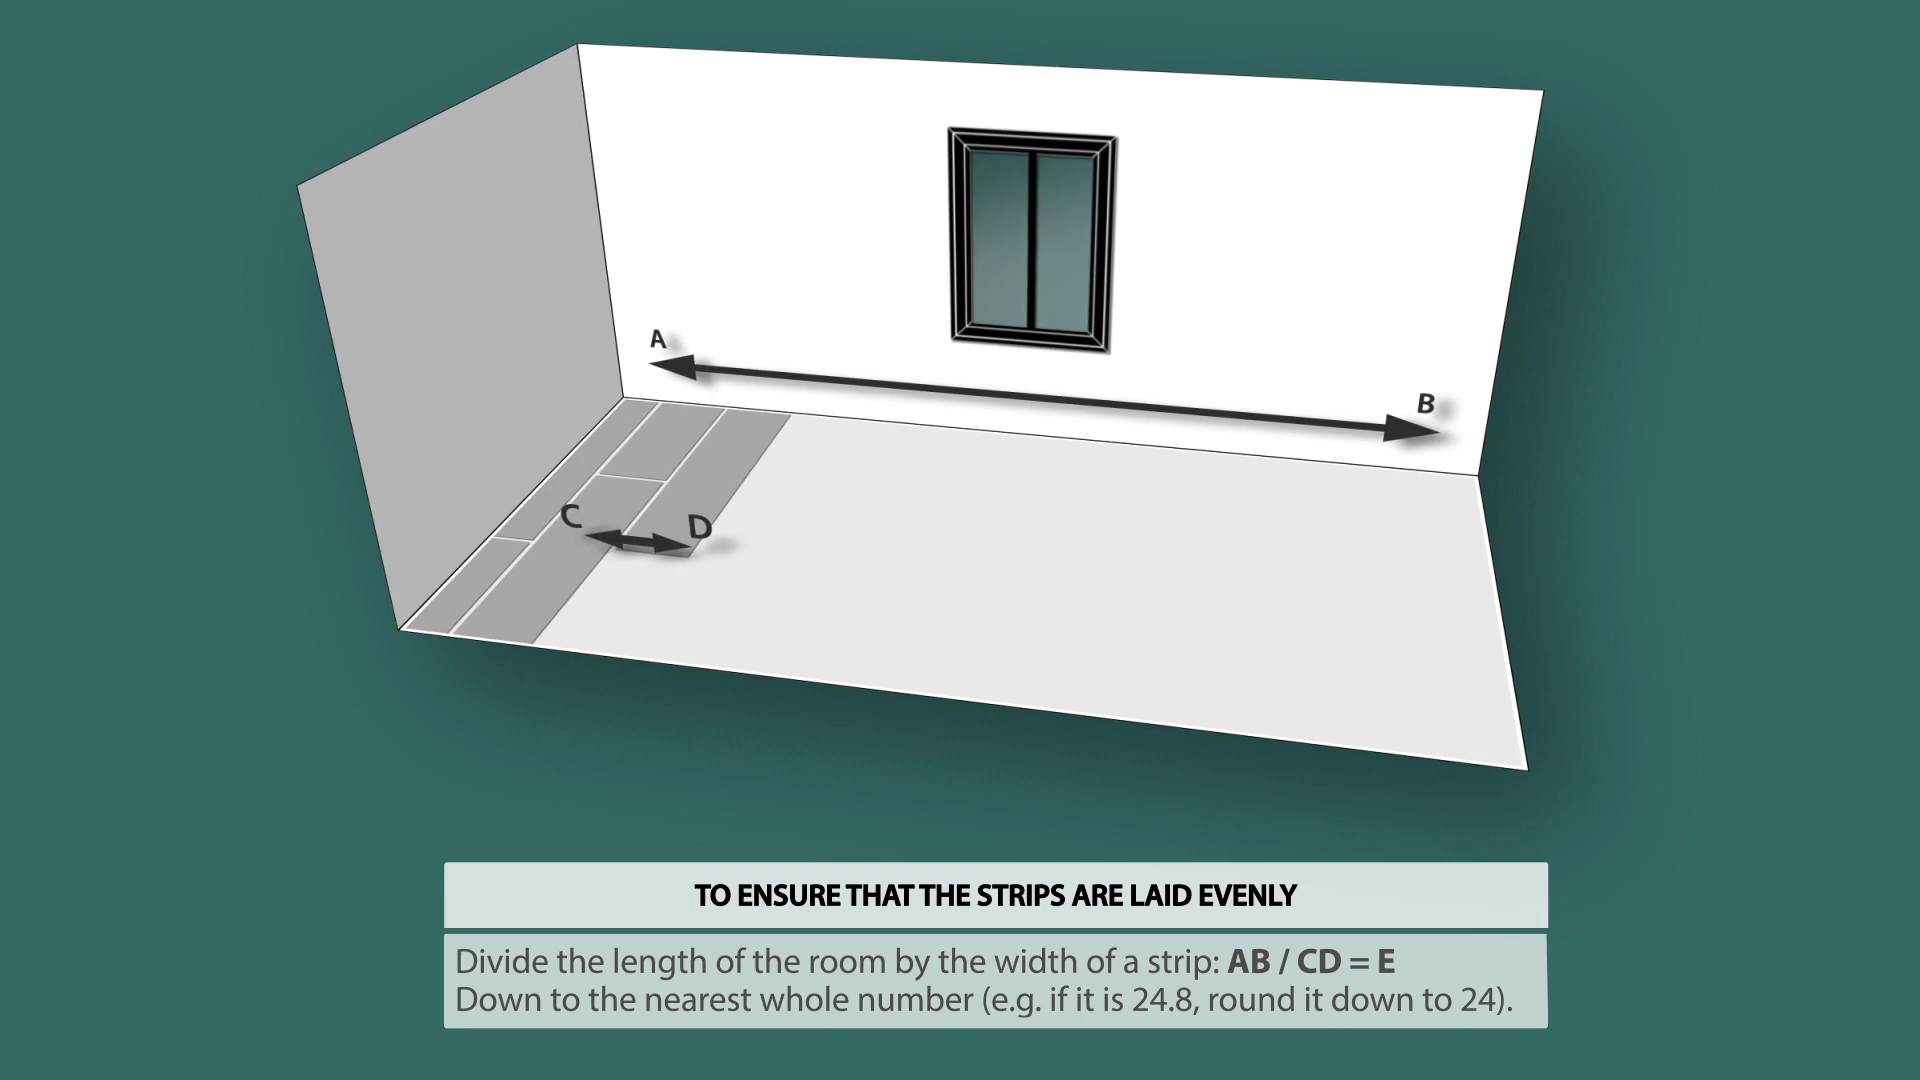 A
B
C
D
TO ENSURE THAT THE STRIPS ARE LAID EVENLY
Divide the length of the room by the width of a strip: AB / CD = E
Down to the nearest whole number (e.g. if it is 24.8, round it down to 24).